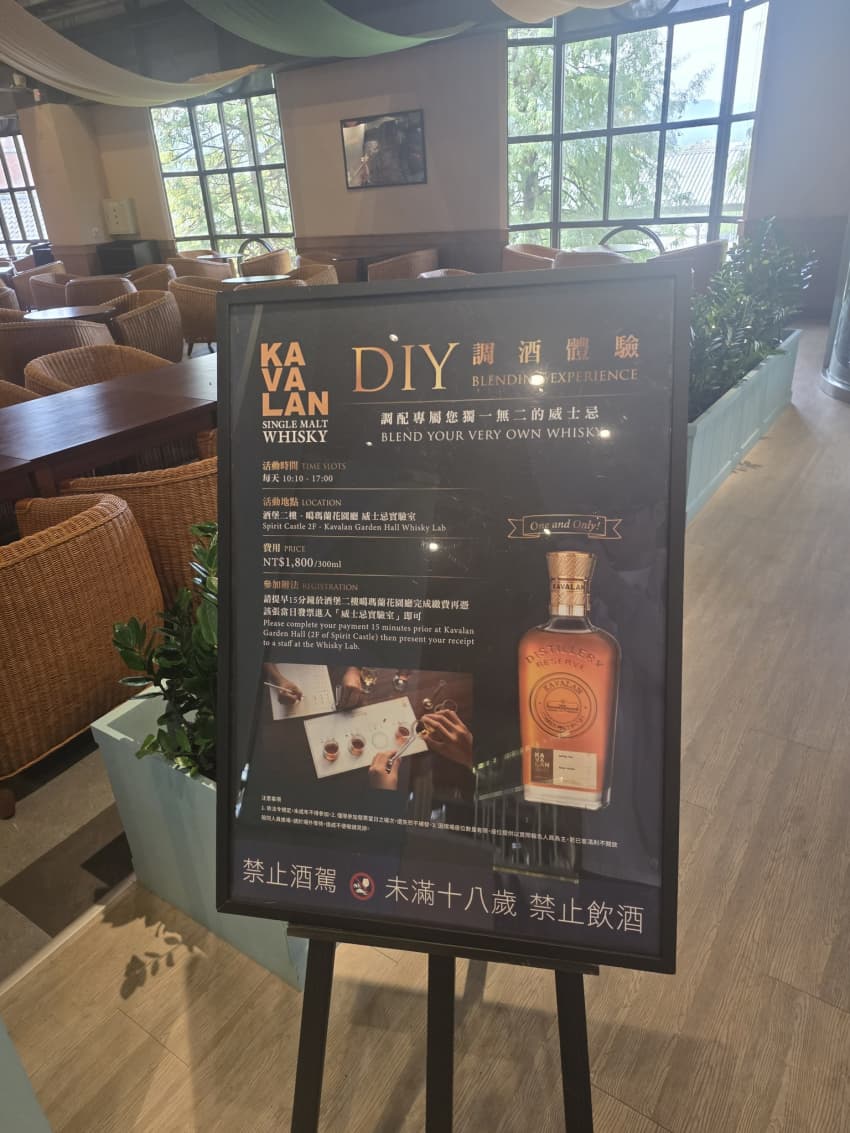 KA
VA
LAN
SINGLE MALT
WHISKY
DIY 調酒體驗
BLENDING EXPERIENCE
調配專屬您獨一無二的威士忌
BLEND YOUR VERY OWN WHISKY
活動時間 TIME SLOTS
每天 10:10 - 17:00
活動地點 LOCATION
酒堡二樓 - 噶瑪蘭花園廳 威士忌實驗室
Spirit Castle 2F - Kavalan Garden Hall Whisky Lab
費用 PRICE
NT$1,800/300ml
參加辦法 REGISTRATION
請提早15分鐘於酒堡二樓噶瑪蘭花園廳完成繳費再憑
該張當日發票進入「威士忌實驗室」即可
Please complete your payment 15 minutes prior at Kavalan
Garden Hall (2F of Spirit Castle) then present your receipt
to a staff at the Whisky Lab.
One and Only!
KAVALAN
DISTILLERY
RESERVE
KAVALAN
KA
VA
LAN
注意事項
禁止酒駕 未滿十八歲 禁止飲酒